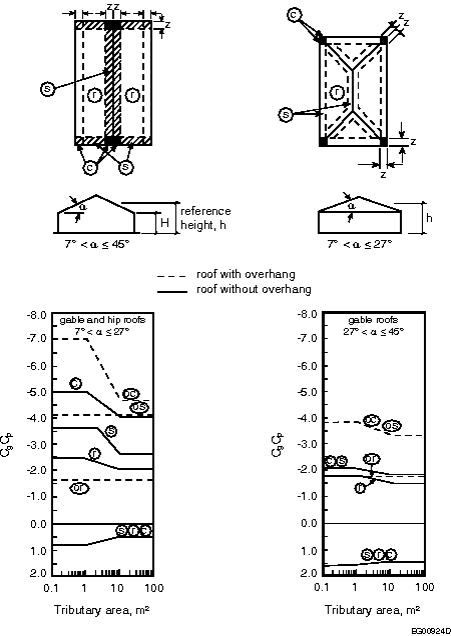 z z
z
c
z
z
s
r
r
r
s
c
s
z
z
α
H
reference
height, h
α
h
7° < α ≤ 45°
7° < α ≤ 27°
roof with overhang
roof without overhang
gable and hip roofs
7° < α ≤ 27°
gable roofs
27° < α ≤ 45°
-8.0
-7.0
-6.0
-5.0
-4.0
-3.0
-2.0
-1.0
0.0
1.0
2.0
CgCp
c
oc
os
s
r
or
s r c
0.1 1 10 100
Tributary area, m²
-8.0
-7.0
-6.0
-5.0
-4.0
-3.0
-2.0
-1.0
0.0
1.0
2.0
CgCp
oc os
c s
or
r
s r c
0.1 1 10 100
Tributary area, m²
EG00924D